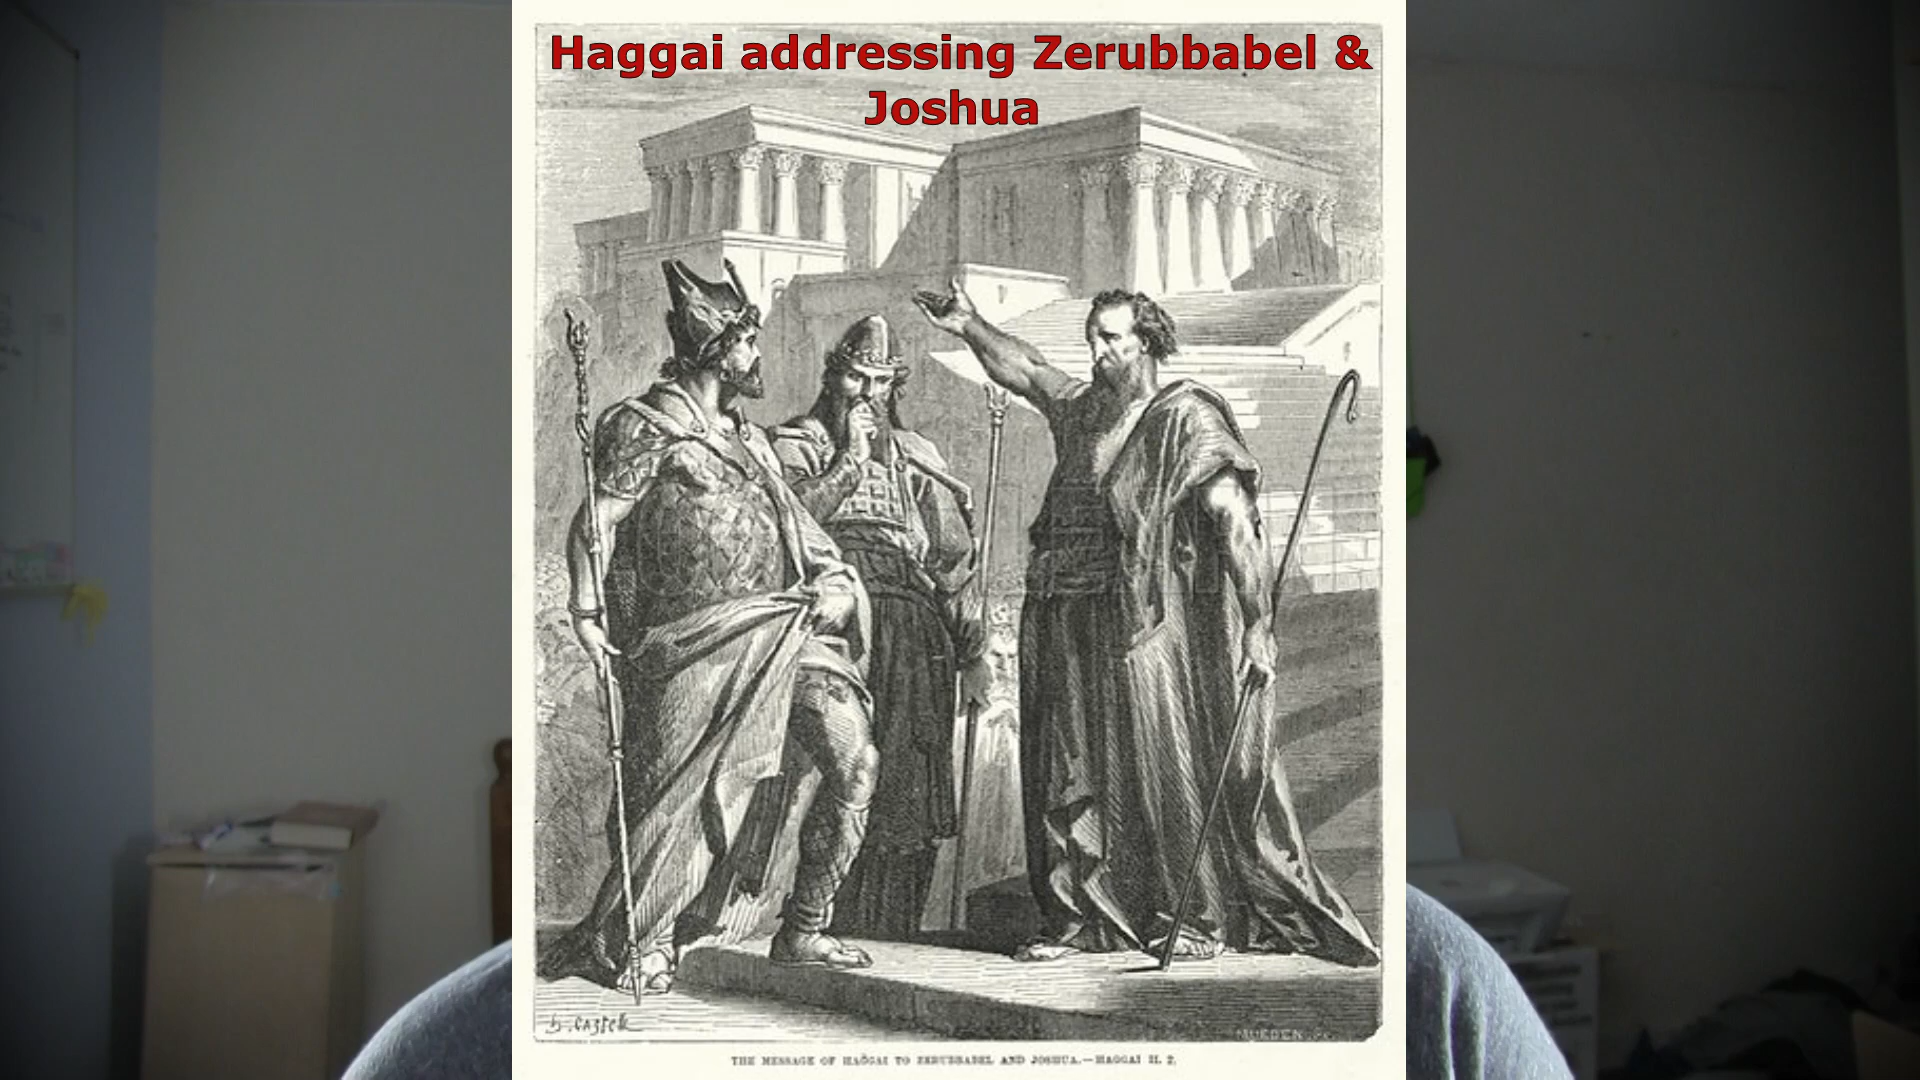 Haggai addressing Zerubbabel &
Joshua
THE MESSAGE OF HAGGAI TO ZERUBBABEL AND JOSHUA.—HAGGAI II. 2.